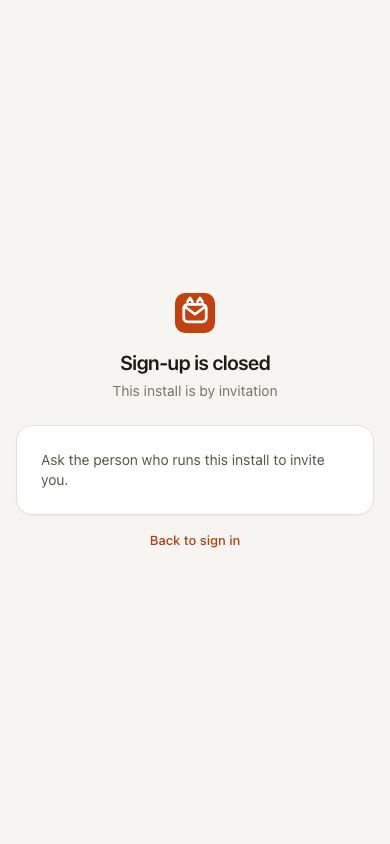 Sign-up is closed
This install is by invitation
Ask the person who runs this install to invite
you.
Back to sign in